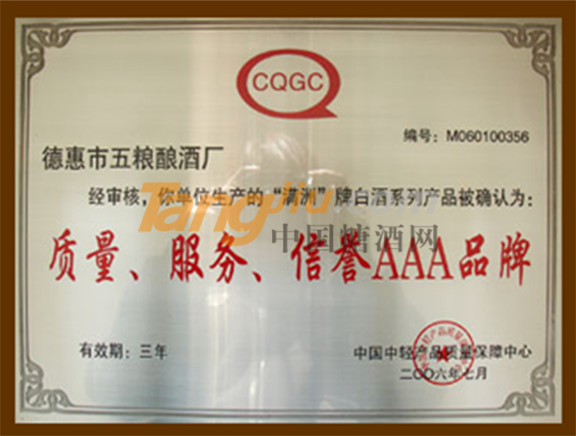 CQGC
编号：M060100356
德惠市五粮酿酒厂
经审核，你单位生产的“满洲”牌白酒系列产品被确认为：
中国糖酒网
质量、服务、信誉AAA品牌
有效期：三年
中国中轻产品质量保障中心
二〇〇六年七月